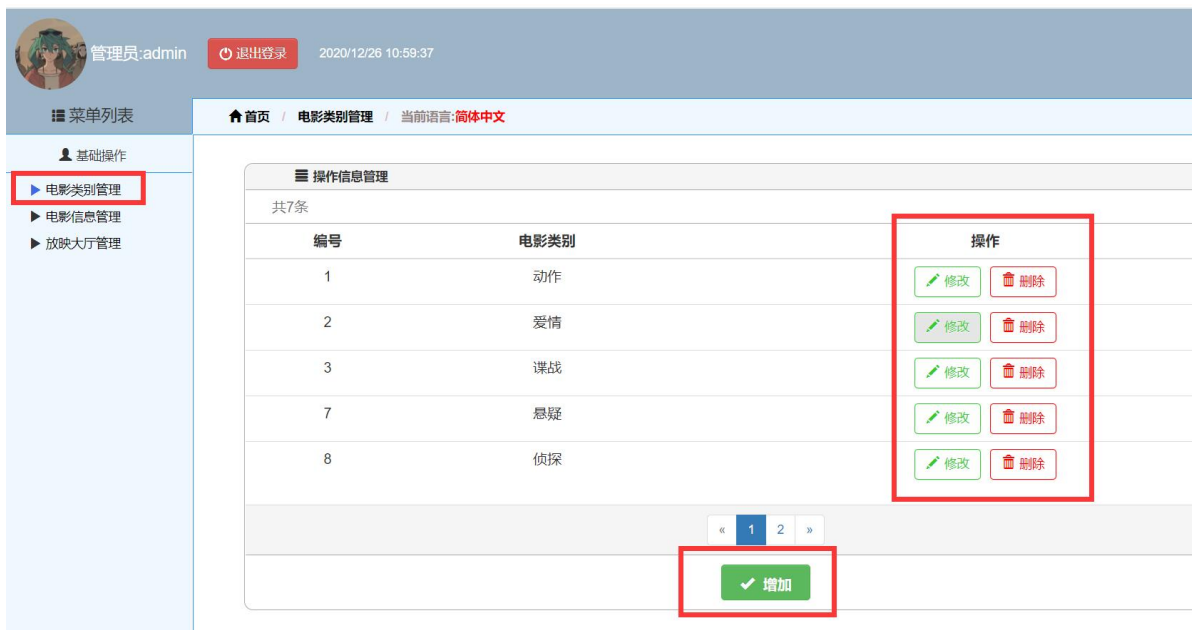 管理员:admin 退出登录 2020/12/26 10:59:37
菜单列表 首页 / 电影类别管理 / 当前语言:简体中文
基础操作
电影类别管理
电影信息管理
放映大厅管理
操作信息管理
共7条
编号 电影类别 操作
1 动作 修改 删除
2 爱情 修改 删除
3 谍战 修改 删除
7 悬疑 修改 删除
8 侦探 修改 删除
« 1 2 »
增加